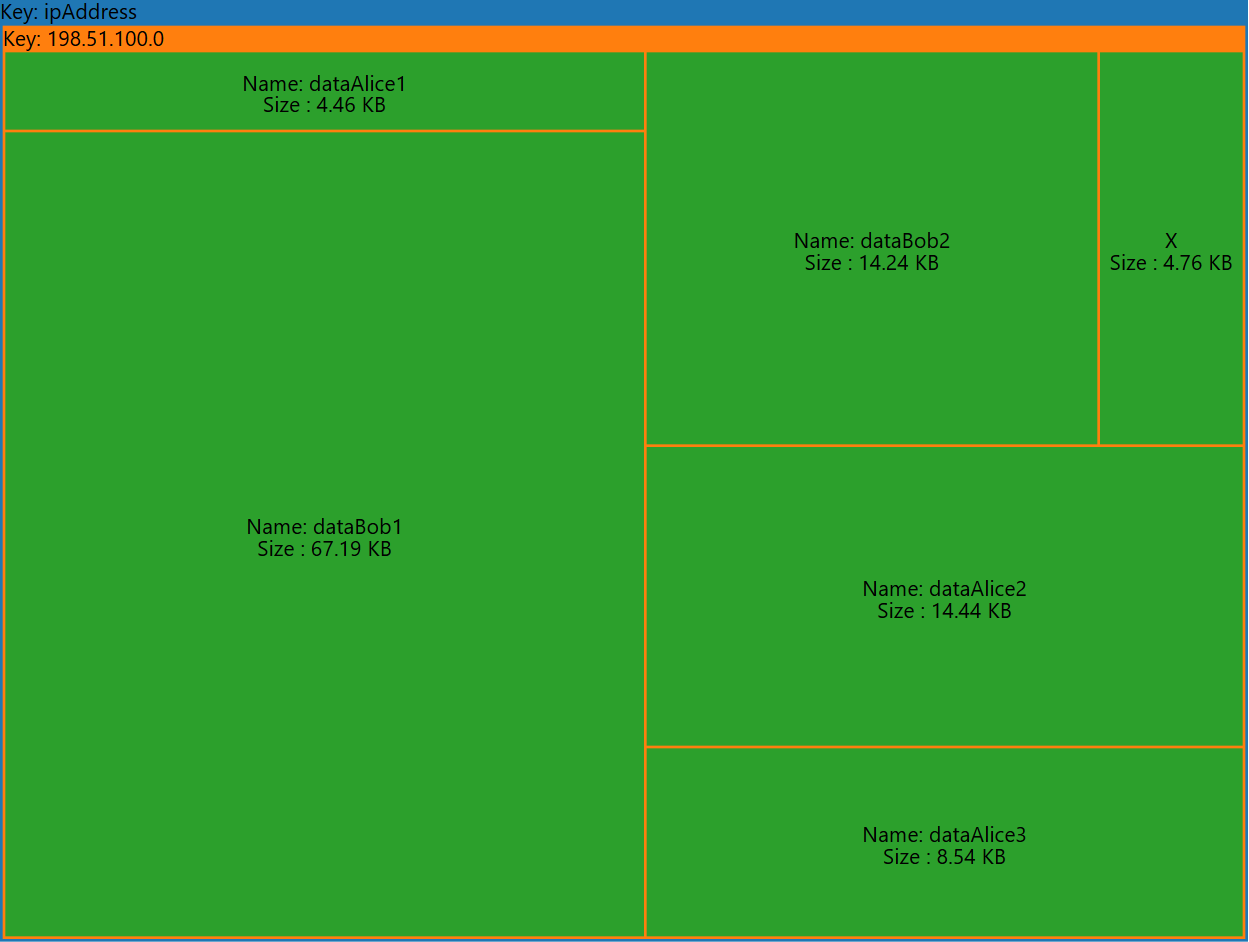 Key: ipAddress
Key: 198.51.100.0
Name: dataAlice1
Size : 4.46 KB
Name: dataBob1
Size : 67.19 KB
Name: dataBob2
Size : 14.24 KB
X
Size : 4.76 KB
Name: dataAlice2
Size : 14.44 KB
Name: dataAlice3
Size : 8.54 KB